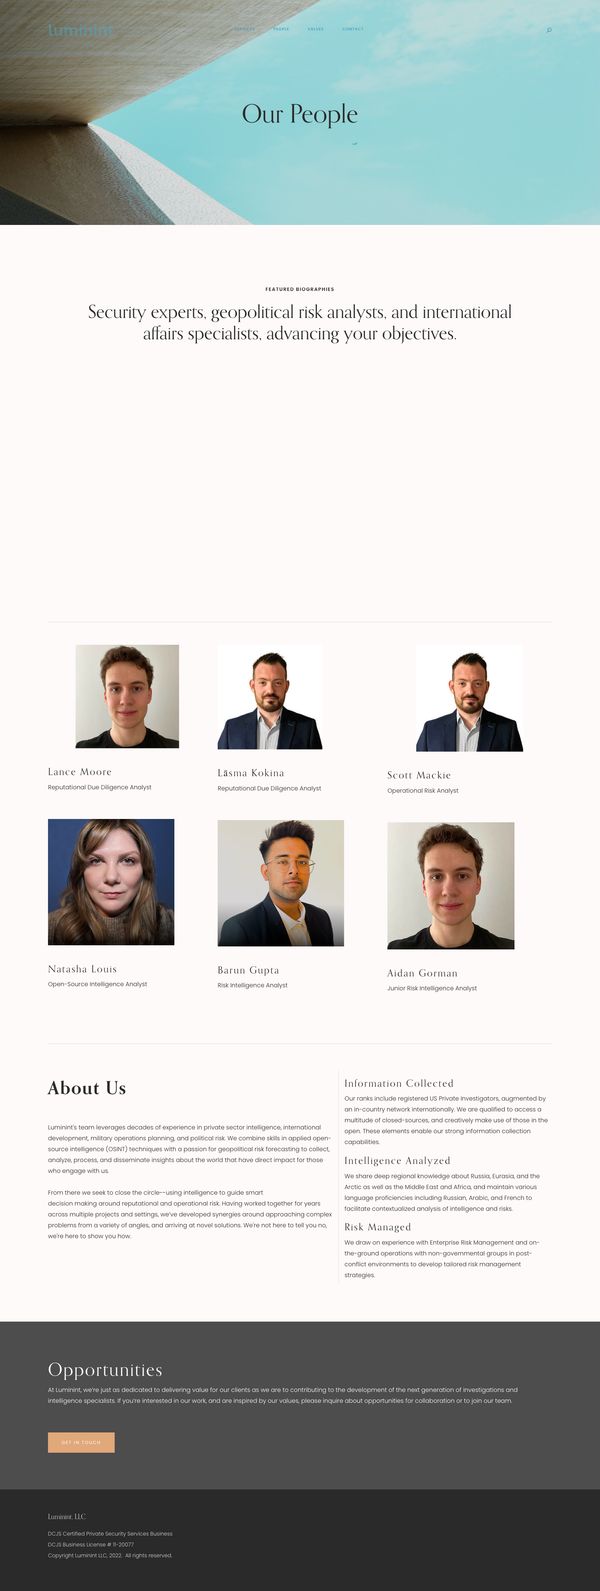 Luminint
SERVICES PEOPLE VALUES CONTACT
Our People
FEATURED BIOGRAPHIES
Security experts, geopolitical risk analysts, and international
affairs specialists, advancing your objectives.
Lance Moore
Reputational Due Diligence Analyst
Lāsma Kokina
Reputational Due Diligence Analyst
Scott Mackie
Operational Risk Analyst
Natasha Louis
Open-Source Intelligence Analyst
Barun Gupta
Risk Intelligence Analyst
Aidan Gorman
Junior Risk Intelligence Analyst
About Us
Luminint's team leverages decades of experience in private sector intelligence, international
development, military operations planning, and political risk. We combine skills in applied open-
source intelligence (OSINT) techniques with a passion for geopolitical risk forecasting to collect,
analyze, process, and disseminate insights about the world that have direct impact for those
who engage with us.
From there we seek to close the circle--using intelligence to guide smart
decision making around reputational and operational risk. Having worked together for years
across multiple projects and settings, we've developed synergies around approaching complex
problems from a variety of angles, and arriving at novel solutions. We're not here to tell you no,
we're here to show you how.
Information Collected
Our ranks include registered US Private Investigators, augmented by
an in-country network internationally. We are qualified to access a
multitude of closed-sources, and creatively make use of those in the
open. These elements enable our strong information collection
capabilities.
Intelligence Analyzed
We share deep regional knowledge about Russia, Eurasia, and the
Arctic as well as the Middle East and Africa, and maintain various
language proficiencies including Russian, Arabic, and French to
facilitate contextualized analysis of intelligence and risks.
Risk Managed
We draw on experience with Enterprise Risk Management and on-
the-ground operations with non-governmental groups in post-
conflict environments to develop tailored risk management
strategies.
Opportunities
At Luminint, we're just as dedicated to delivering value for our clients as we are to contributing to the development of the next generation of investigations and
intelligence specialists. If you're interested in our work, and are inspired by our values, please inquire about opportunities for collaboration or to join our team.
GET IN TOUCH
Luminint, LLC
DCJS Certified Private Security Services Business
DCJS Business License # 11-20077
Copyright Luminint LLC, 2022. All rights reserved.